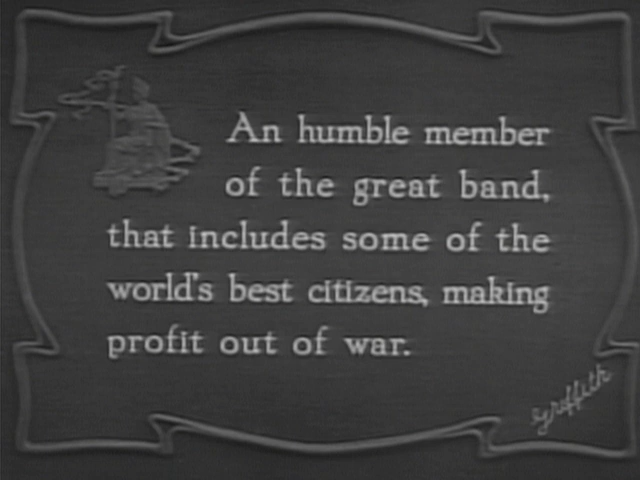 An humble member
of the great band,
that includes some of the
world's best citizens, making
profit out of war.
Griffith